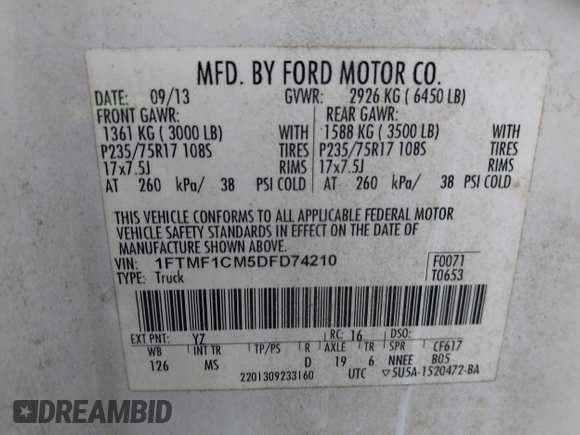 MFD. BY FORD MOTOR CO.
DATE: 09/13 GVWR: 2926 KG ( 6450 LB)
FRONT GAWR: REAR GAWR:
1361 KG ( 3000 LB) WITH 1588 KG ( 3500 LB) WITH
P235/75R17 108S TIRES P235/75R17 108S TIRES
17x7.5J RIMS 17x7.5J RIMS
AT 260 kPa/ 38 PSI COLD AT 260 kPa/ 38 PSI COLD
THIS VEHICLE CONFORMS TO ALL APPLICABLE FEDERAL MOTOR
VEHICLE SAFETY STANDARDS IN EFFECT ON THE DATE OF
MANUFACTURE SHOWN ABOVE.
VIN: 1FTMF1CM5DFD74210 F0071
TYPE: Truck T0653
EXT PNT: YZ RC: 16 DSO:
WB INT TR TP/PS R AXLE TR SPR CF617
126 MS D 19 6 NNEE B05
2201309233160 UTC ▽5U5A-1520472-BA
DREAMBID